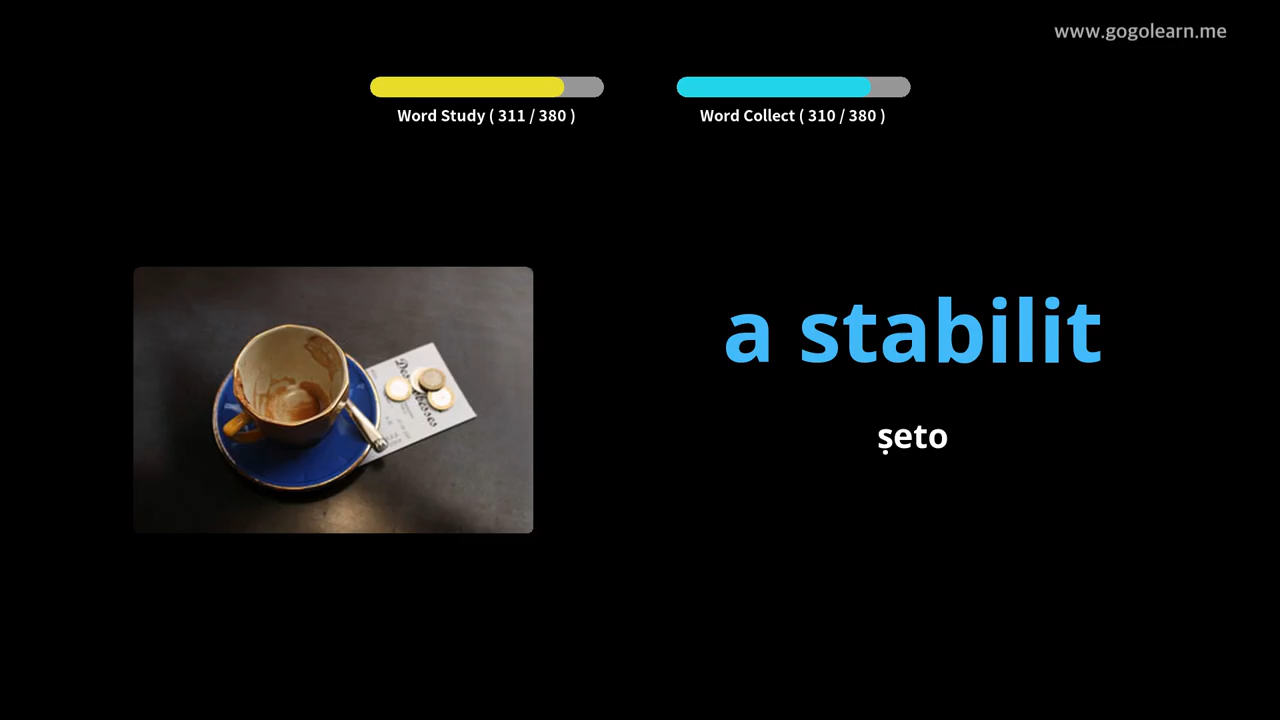 www.gogolearn.me
Word Study ( 311 / 380 )
Word Collect ( 310 / 380 )
a stabilit
ṣeto